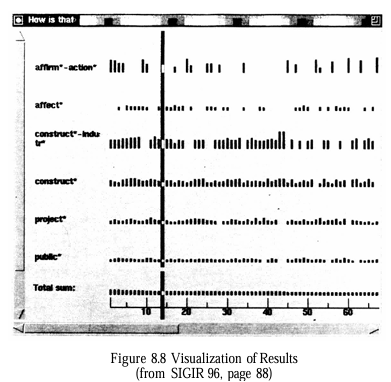 How is that
affirm*-action*
affect*
construct*-indu
tr*
construct*
project*
public*
Total sum:
10 20 30 40 50 60
Figure 8.8 Visualization of Results
(from SIGIR 96, page 88)